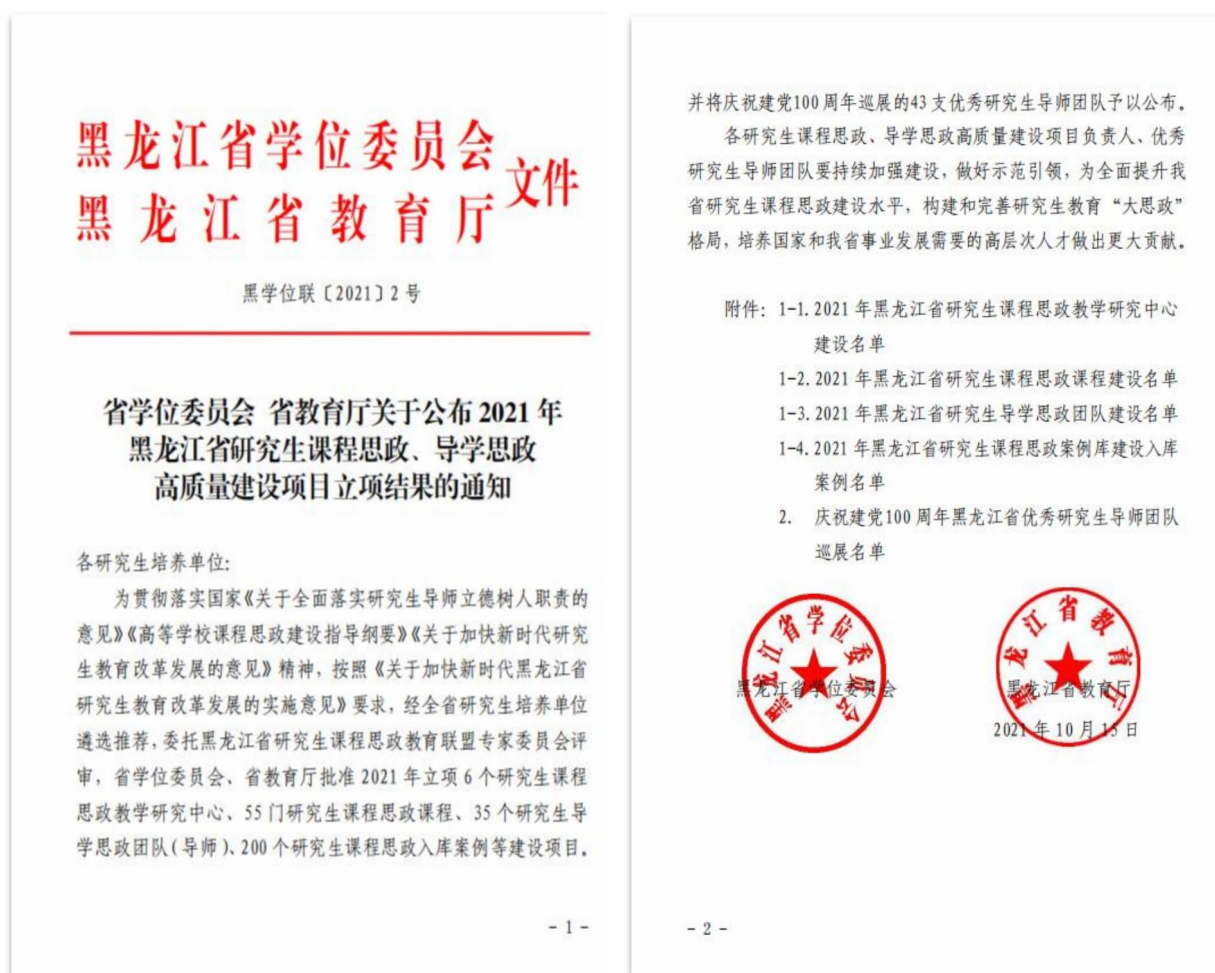 黑龙江省学位委员会
黑龙江省教育厅
文件
黑学位联〔2021〕2号
省学位委员会 省教育厅关于公布2021年
黑龙江省研究生课程思政、导学思政
高质量建设项目立项结果的通知
各研究生培养单位:
为贯彻落实国家《关于全面落实研究生导师立德树人职责的
意见》《高等学校课程思政建设指导纲要》《关于加快新时代研究
生教育改革发展的意见》精神，按照《关于加快新时代黑龙江省
研究生教育改革发展的实施意见》要求，经全省研究生培养单位
遴选推荐，委托黑龙江省研究生课程思政教育联盟专家委员会评
审，省学位委员会、省教育厅批准2021年立项6个研究生课程
思政教学研究中心、55门研究生课程思政课程、35个研究生导
学思政团队(导师)、200个研究生课程思政入库案例等建设项目。
- 1 -
并将庆祝建党100周年巡展的43支优秀研究生导师团队予以公布。
各研究生课程思政、导学思政高质量建设项目负责人、优秀
研究生导师团队要持续加强建设，做好示范引领，为全面提升我
省研究生课程思政建设水平，构建和完善研究生教育“大思政”
格局，培养国家和我省事业发展需要的高层次人才做出更大贡献。
附件：1-1.2021年黑龙江省研究生课程思政教学研究中心
建设名单
1-2.2021年黑龙江省研究生课程思政课程建设名单
1-3.2021年黑龙江省研究生导学思政团队建设名单
1-4.2021年黑龙江省研究生课程思政案例库建设入库
案例名单
2. 庆祝建党100周年黑龙江省优秀研究生导师团队
巡展名单
黑龙江省学位委员会
黑龙江省学位委员会
黑龙江省教育厅
黑龙江省教育厅
2021年10月15日
- 2 -